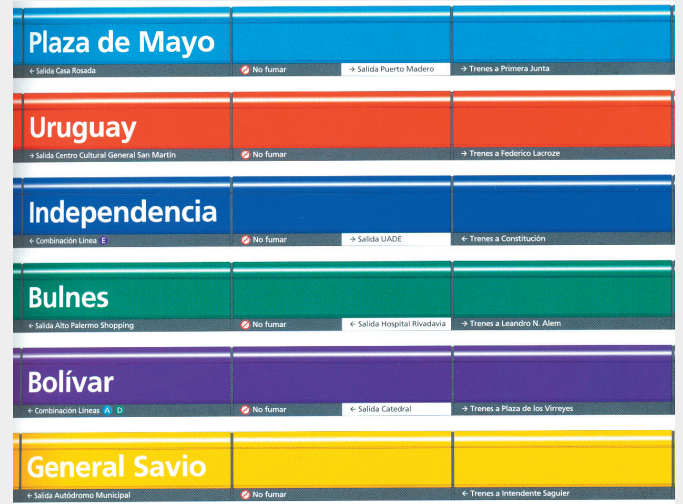 Plaza de Mayo
← Salida Casa Rosada No fumar → Salida Puerto Madero → Trenes a Primera Junta
Uruguay
→ Salida Centro Cultural General San Martín No fumar → Trenes a Federico Lacroze
Independencia
← Combinación Línea E No fumar → Salida UADE ← Trenes a Constitución
Bulnes
← Salida Alto Palermo Shopping No fumar ← Salida Hospital Rivadavia → Trenes a Leandro N. Alem
Bolívar
← Combinación Líneas A D No fumar ← Salida Catedral → Trenes a Plaza de los Virreyes
General Savio
← Salida Autódromo Municipal No fumar ← Trenes a Intendente Saguier